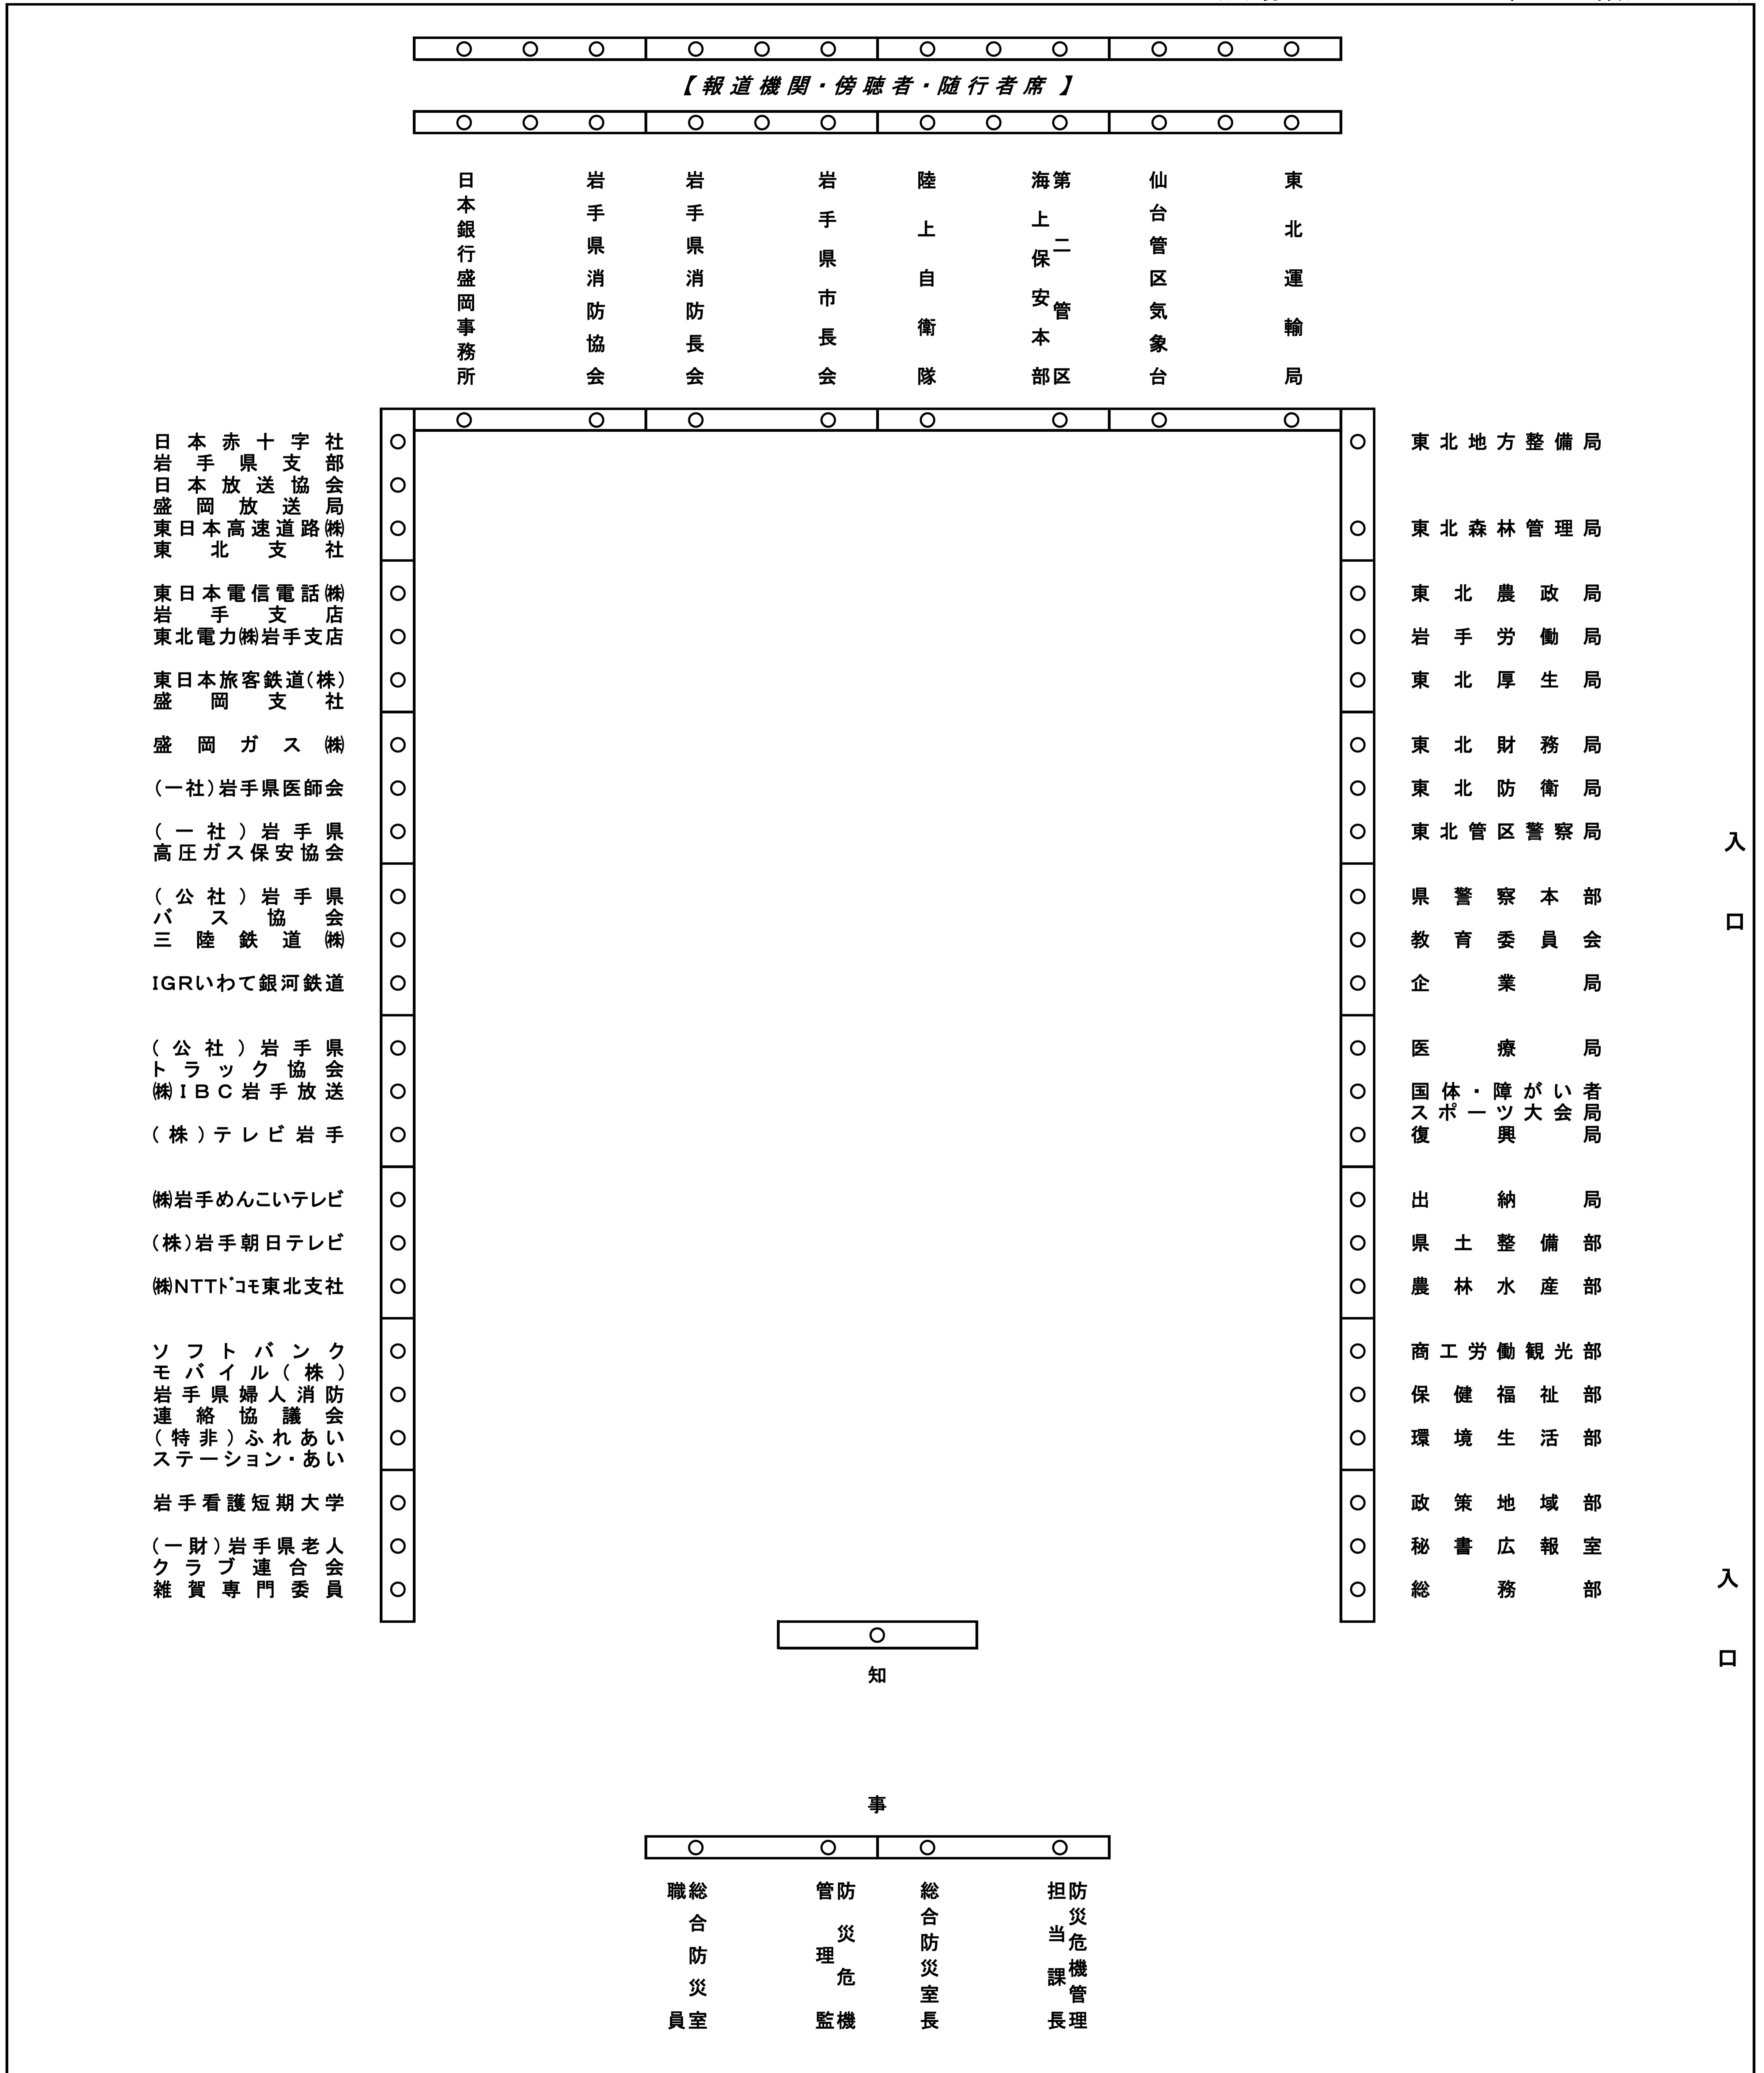 【報道機関・傍聴者・随行者席】
日本銀行盛岡事務所
岩手県消防協会
岩手県消防長会
岩手県市長会
陸上自衛隊
第二管区
海上保安本部
仙台管区気象台
東北運輸局
日本赤十字社
岩手県支部
日本放送協会
盛岡放送局
東日本高速道路㈱
東北支社
東日本電信電話㈱
岩手支店
東北電力㈱岩手支店
東日本旅客鉄道(株)
盛岡支社
盛岡ガス㈱
(一社)岩手県医師会
(一社)岩手県
高圧ガス保安協会
(公社)岩手県
バス協会
三陸鉄道㈱
IGRいわて銀河鉄道
(公社)岩手県
トラック協会
㈱IBC岩手放送
(株)テレビ岩手
㈱岩手めんこいテレビ
(株)岩手朝日テレビ
㈱NTTﾄﾞｺﾓ東北支社
ソフトバンク
モバイル(株)
岩手県婦人消防
連絡協議会
(特非)ふれあい
ステーション・あい
岩手看護短期大学
(一財)岩手県老人
クラブ連合会
雑賀専門委員
東北地方整備局
東北森林管理局
東北農政局
岩手労働局
東北厚生局
東北財務局
東北防衛局
東北管区警察局
県警察本部
教育委員会
企業局
医療局
国体・障がい者
スポーツ大会局
復興局
出納局
県土整備部
農林水産部
商工労働観光部
保健福祉部
環境生活部
政策地域部
秘書広報室
総務部
入口
入口
知事
総合防災室
職員
防災危機
管理監
総合防災室長
防災危機管理
担当課長